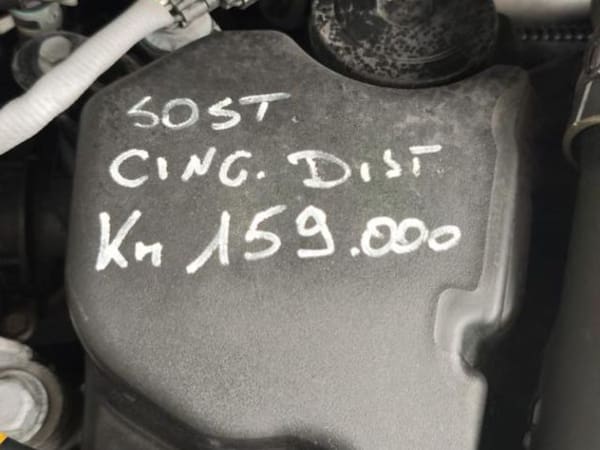 SOST.
CING. DIST.
Km 159.000